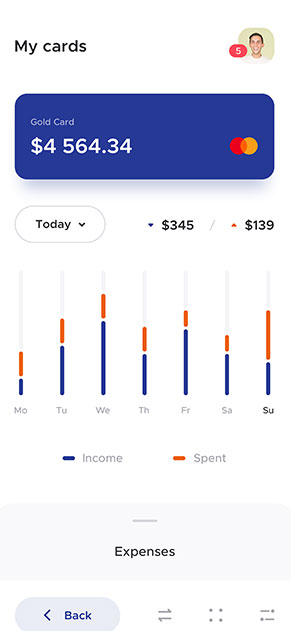 My cards
5
Gold Card
$4 564.34
Today
$345 / $139
Mo Tu We Th Fr Sa Su
Income Spent
Expenses
Back